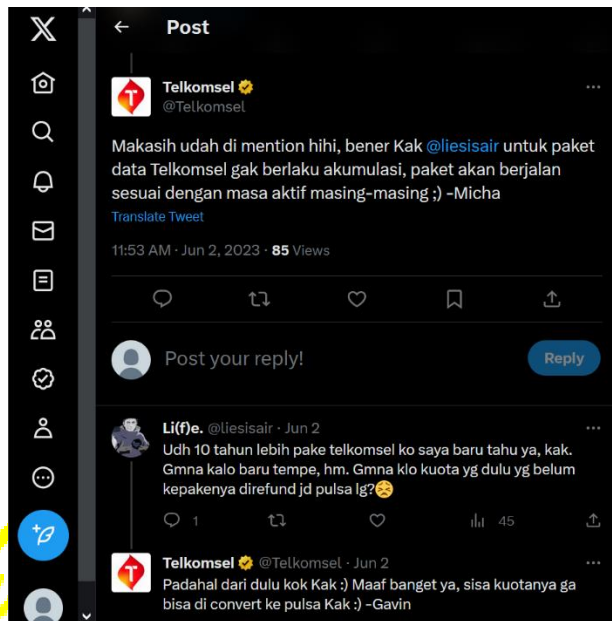 Post
Telkomsel
@Telkomsel
Makasih udah di mention hihi, bener Kak @liesisair untuk paket
data Telkomsel gak berlaku akumulasi, paket akan berjalan
sesuai dengan masa aktif masing-masing ;) -Micha
Translate Tweet
11:53 AM · Jun 2, 2023 · 85 Views
Post your reply!
Reply
Li(f)e. @liesisair · Jun 2
Udh 10 tahun lebih pake telkomsel ko saya baru tahu ya, kak.
Gmna kalo baru tempe, hm. Gmna klo kuota yg dulu yg belum
kepakenya direfund jd pulsa lg?😣
1
45
Telkomsel @Telkomsel · Jun 2
Padahal dari dulu kok Kak :) Maaf banget ya, sisa kuotanya ga
bisa di convert ke pulsa Kak :) -Gavin